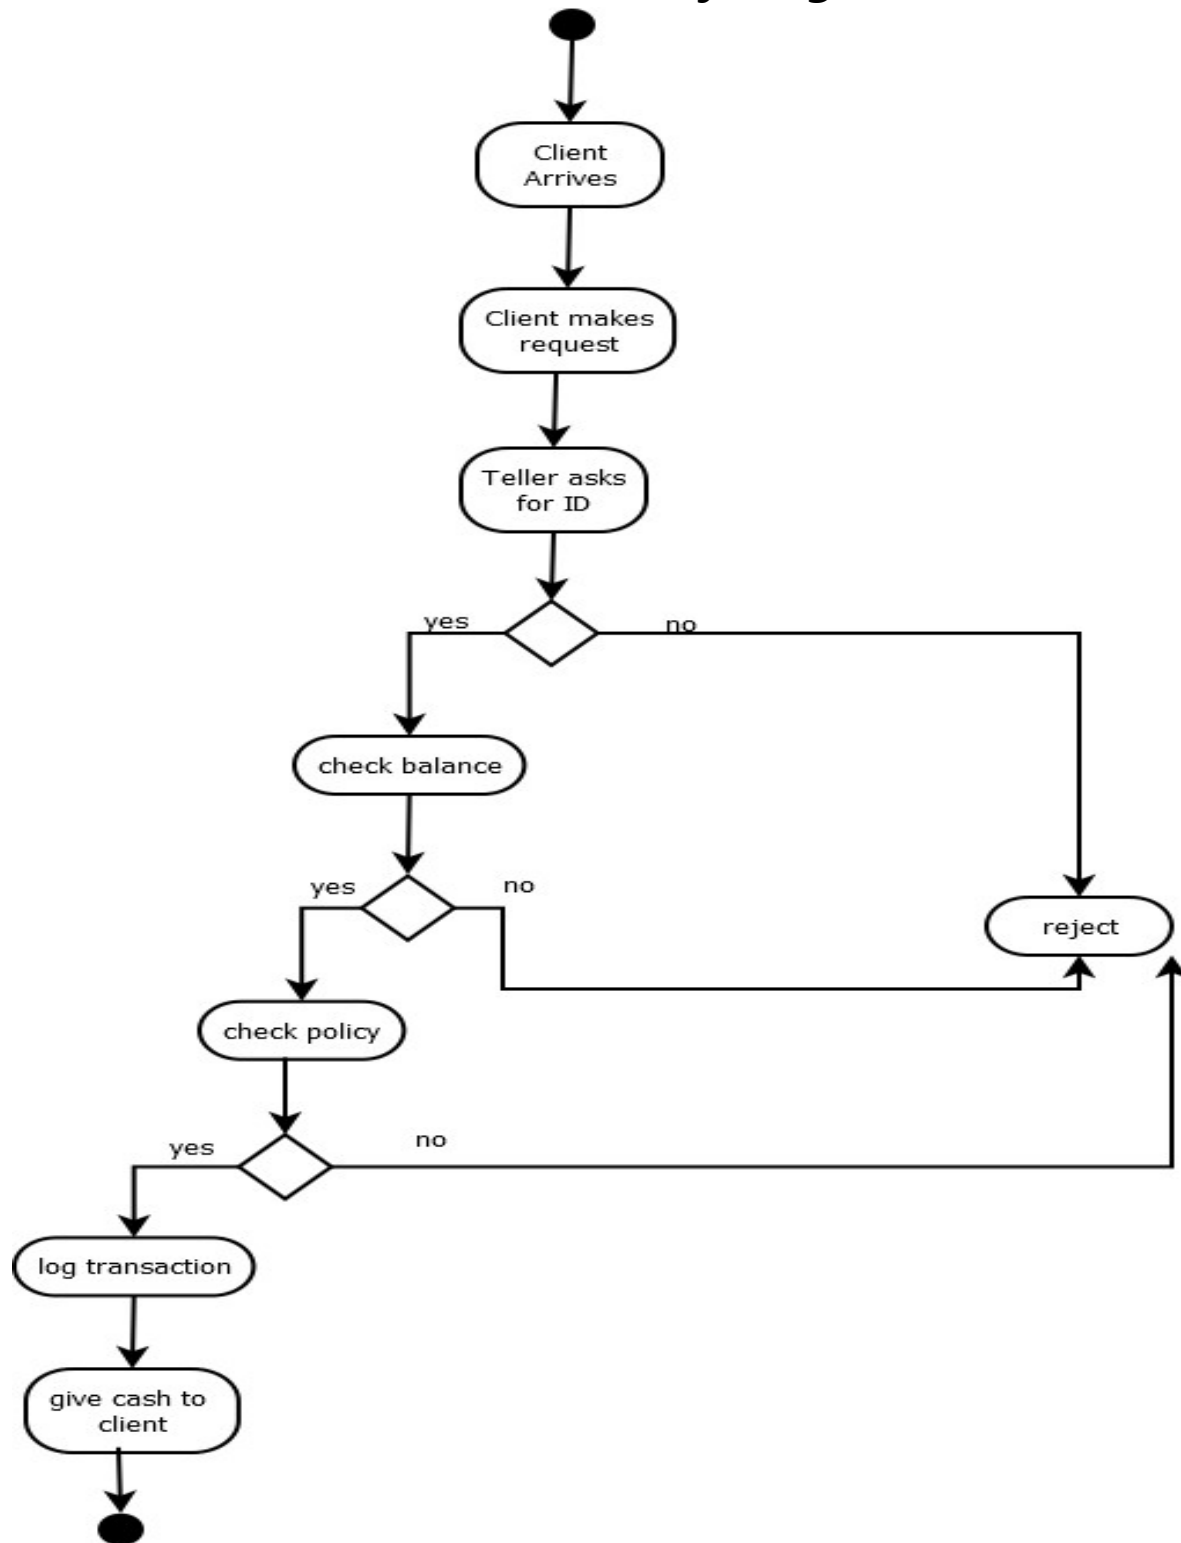 Client
Arrives
Client makes
request
Teller asks
for ID
yes
no
check balance
yes
no
reject
check policy
yes
no
log transaction
give cash to
client